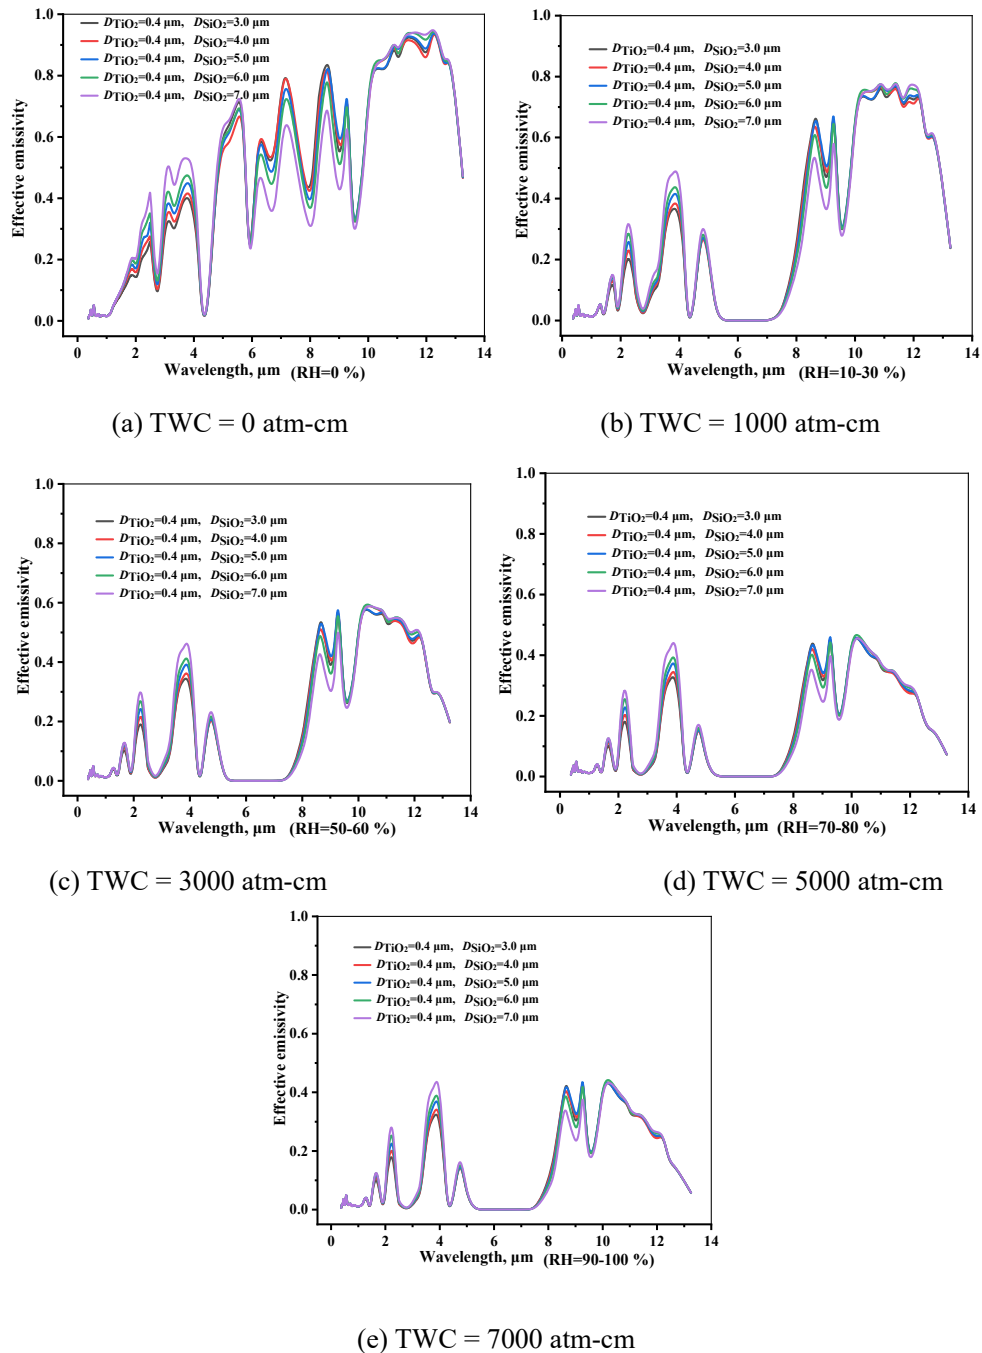 1.0
0.8
0.6
0.4
0.2
0.0
Effective emissivity
DTiO2=0.4 μm, DSiO2=3.0 μm
DTiO2=0.4 μm, DSiO2=4.0 μm
DTiO2=0.4 μm, DSiO2=5.0 μm
DTiO2=0.4 μm, DSiO2=6.0 μm
DTiO2=0.4 μm, DSiO2=7.0 μm
0 2 4 6 8 10 12 14
Wavelength, μm (RH=0 %)
(a) TWC = 0 atm-cm
1.0
0.8
0.6
0.4
0.2
0.0
Effective emissivity
DTiO2=0.4 μm, DSiO2=3.0 μm
DTiO2=0.4 μm, DSiO2=4.0 μm
DTiO2=0.4 μm, DSiO2=5.0 μm
DTiO2=0.4 μm, DSiO2=6.0 μm
DTiO2=0.4 μm, DSiO2=7.0 μm
0 2 4 6 8 10 12 14
Wavelength, μm (RH=10-30 %)
(b) TWC = 1000 atm-cm
1.0
0.8
0.6
0.4
0.2
0.0
Effective emissivity
DTiO2=0.4 μm, DSiO2=3.0 μm
DTiO2=0.4 μm, DSiO2=4.0 μm
DTiO2=0.4 μm, DSiO2=5.0 μm
DTiO2=0.4 μm, DSiO2=6.0 μm
DTiO2=0.4 μm, DSiO2=7.0 μm
0 2 4 6 8 10 12 14
Wavelength, μm (RH=50-60 %)
(c) TWC = 3000 atm-cm
1.0
0.8
0.6
0.4
0.2
0.0
Effective emissivity
DTiO2=0.4 μm, DSiO2=3.0 μm
DTiO2=0.4 μm, DSiO2=4.0 μm
DTiO2=0.4 μm, DSiO2=5.0 μm
DTiO2=0.4 μm, DSiO2=6.0 μm
DTiO2=0.4 μm, DSiO2=7.0 μm
0 2 4 6 8 10 12 14
Wavelength, μm (RH=70-80 %)
(d) TWC = 5000 atm-cm
1.0
0.8
0.6
0.4
0.2
0.0
Effective emissivity
DTiO2=0.4 μm, DSiO2=3.0 μm
DTiO2=0.4 μm, DSiO2=4.0 μm
DTiO2=0.4 μm, DSiO2=5.0 μm
DTiO2=0.4 μm, DSiO2=6.0 μm
DTiO2=0.4 μm, DSiO2=7.0 μm
0 2 4 6 8 10 12 14
Wavelength, μm (RH=90-100 %)
(e) TWC = 7000 atm-cm